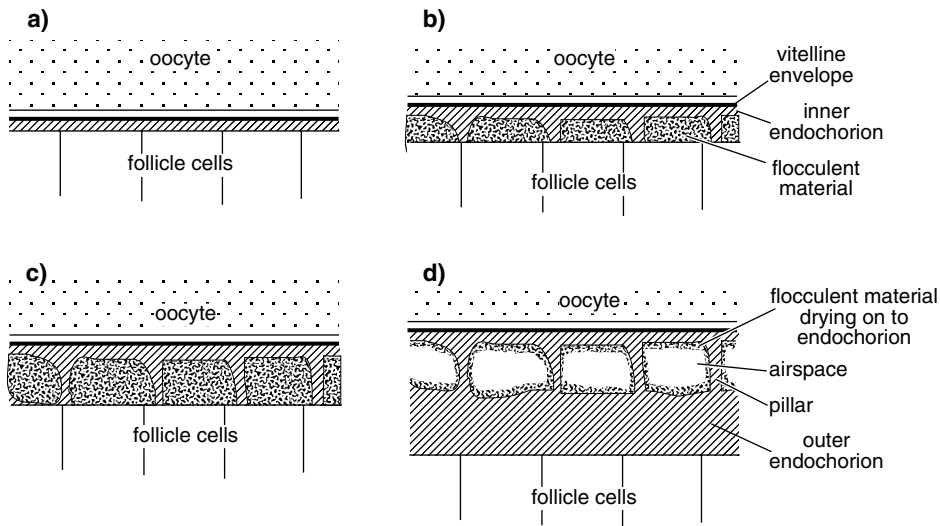 a)
oocyte
follicle cells
b)
oocyte
follicle cells
vitelline
envelope
inner
endochorion
flocculent
material
c)
oocyte
follicle cells
d)
oocyte
follicle cells
flocculent material
drying on to
endochorion
airspace
pillar
outer
endochorion